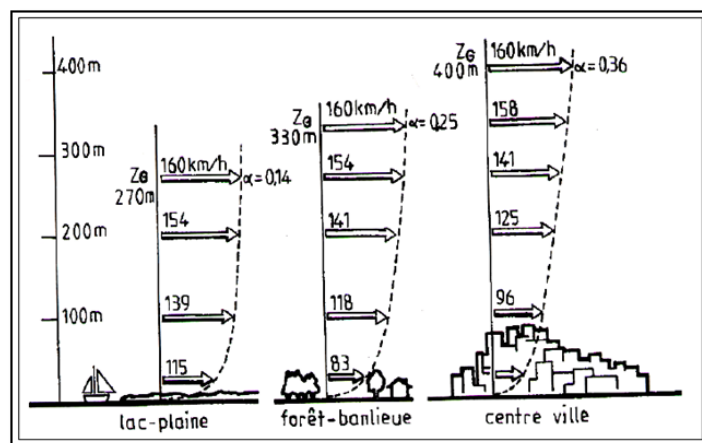 400m
300m
200m
100m
ZG
270m
160km/h
α=0,14
154
139
115
lac-plaine
ZG
330m
160km/h
α=0,25
154
141
118
83
forêt-banlieue
ZG
400m
160km/h
α=0,36
158
141
125
96
centre ville